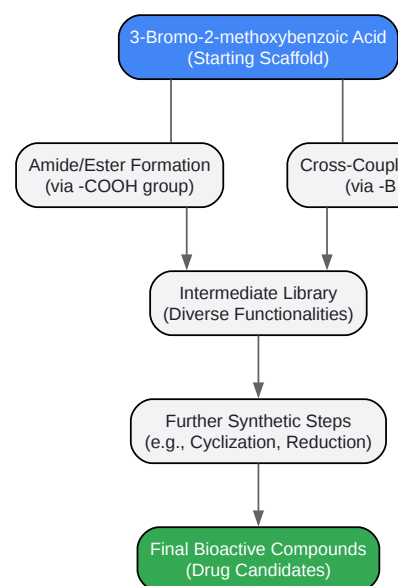 3-Bromo-2-methoxybenzoic Acid
(Starting Scaffold)
Amide/Ester Formation
(via -COOH group)
Cross-Coupl
(via -B
Intermediate Library
(Diverse Functionalities)
Further Synthetic Steps
(e.g., Cyclization, Reduction)
Final Bioactive Compounds
(Drug Candidates)